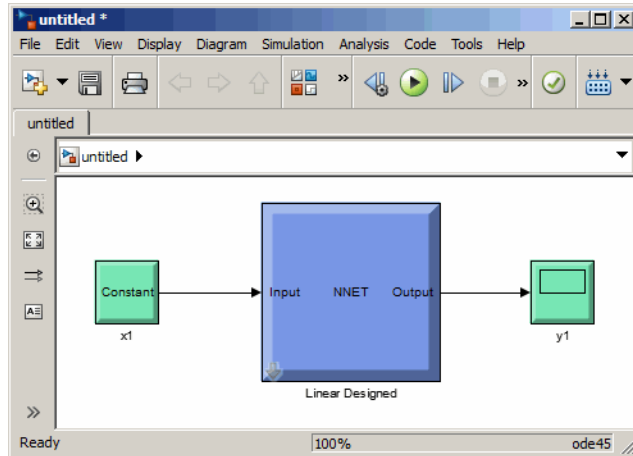 untitled *
File Edit View Display Diagram Simulation Analysis Code Tools Help
» »
untitled
untitled
Constant
Input NNET Output
x1
y1
Linear Designed
»
Ready 100% ode45